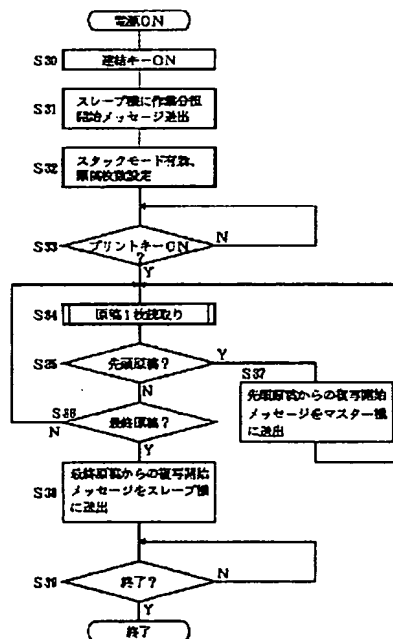 電源ON
S30
連結キーON
S31
スレーブ機に作業分担
開始メッセージ送出
S32
スタックモード有効、
原稿枚数設定
S33
プリントキーON
?
N
Y
S34
原稿1枚読取り
S35
先頭原稿?
Y
N
S37
先頭原稿からの複写開始
メッセージをマスター機
に送出
S36
最終原稿?
N
Y
S38
最終原稿からの複写開始
メッセージをスレーブ機
に送出
S39
終了?
N
Y
終了